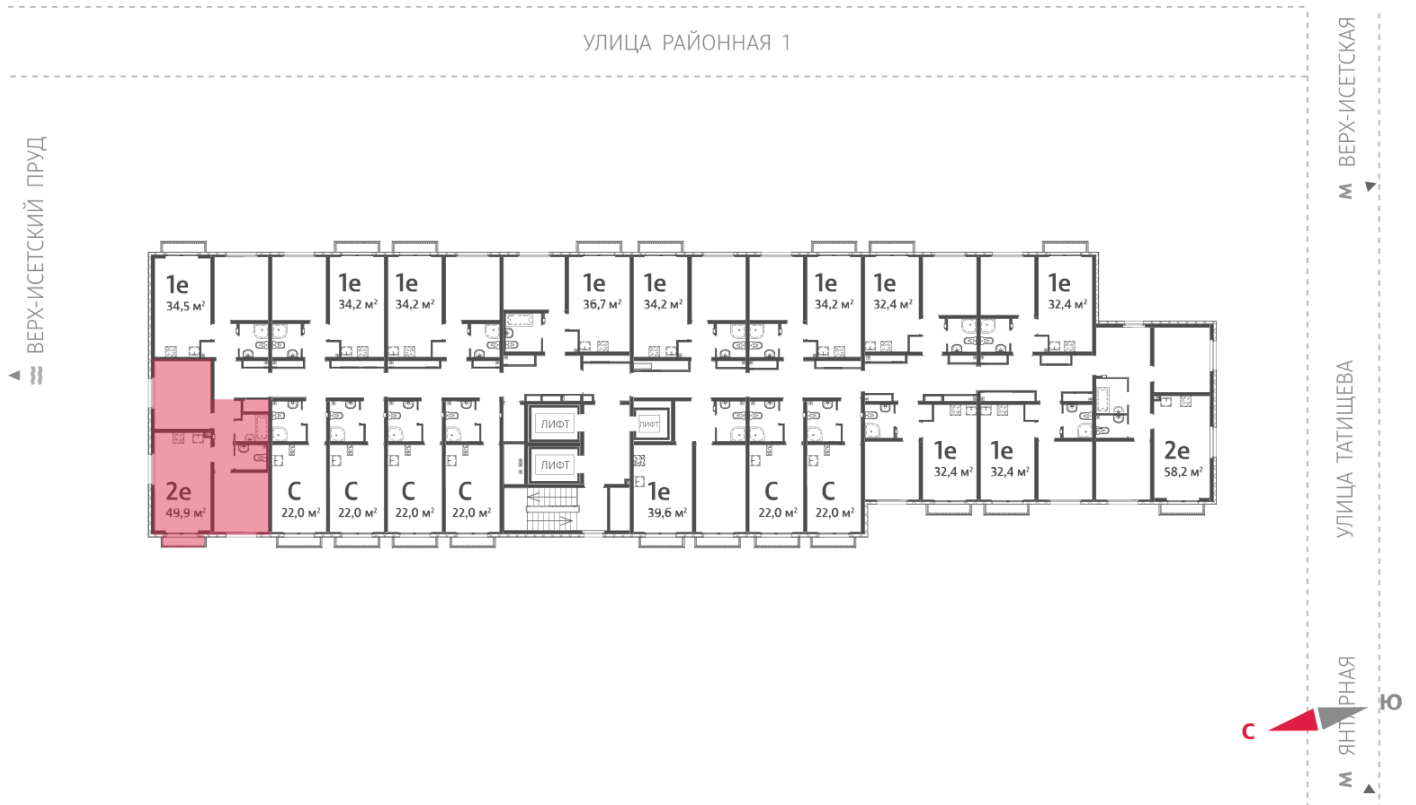 УЛИЦА РАЙОННАЯ 1
М ВЕРХ-ИСЕТСКАЯ
ВЕРХ-ИСЕТСКИЙ ПРУД
1е
34,5 м²
1е
34,2 м²
1е
34,2 м²
1е
36,7 м²
1е
34,2 м²
1е
34,2 м²
1е
32,4 м²
1е
32,4 м²
2е
49,9 м²
С
22,0 м²
С
22,0 м²
С
22,0 м²
С
22,0 м²
ЛИФТ
ЛИФТ
ЛИФТ
1е
39,6 м²
С
22,0 м²
С
22,0 м²
1е
32,4 м²
1е
32,4 м²
2е
58,2 м²
УЛИЦА ТАТИЩЕВА
М ЯНТАРНАЯ
С
Ю